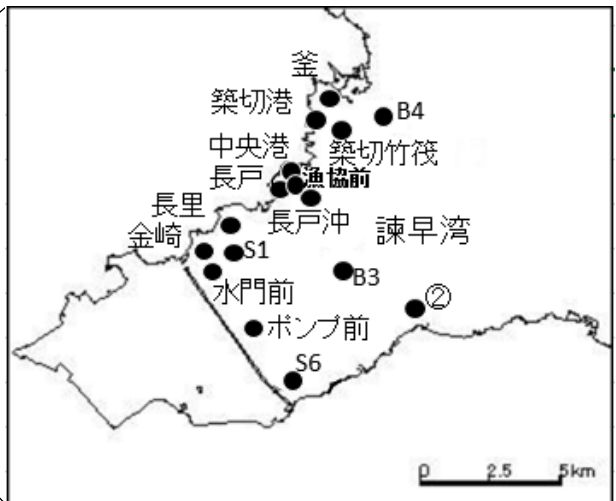 釜
築切港
B4
築切竹筏
中央港
漁協前
長戸
長戸沖
長里
諫早湾
金崎
S1
水門前
B3
②
ポンプ前
S6
0 2.5 5km